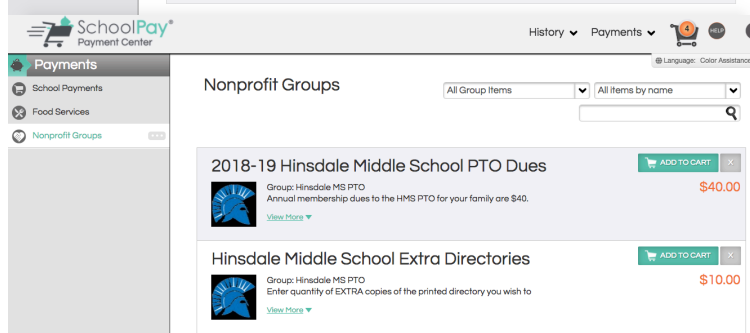 SchoolPay®
Payment Center
History
Payments
4
HELP
Language: Color Assistance
Payments
School Payments
Food Services
Nonprofit Groups
Nonprofit Groups
All Group Items
All items by name
2018-19 Hinsdale Middle School PTO Dues
ADD TO CART
X
Group: Hinsdale MS PTO
$40.00
Annual membership dues to the HMS PTO for your family are $40.
View More
Hinsdale Middle School Extra Directories
ADD TO CART
X
Group: Hinsdale MS PTO
$10.00
Enter quantity of EXTRA copies of the printed directory you wish to
View More